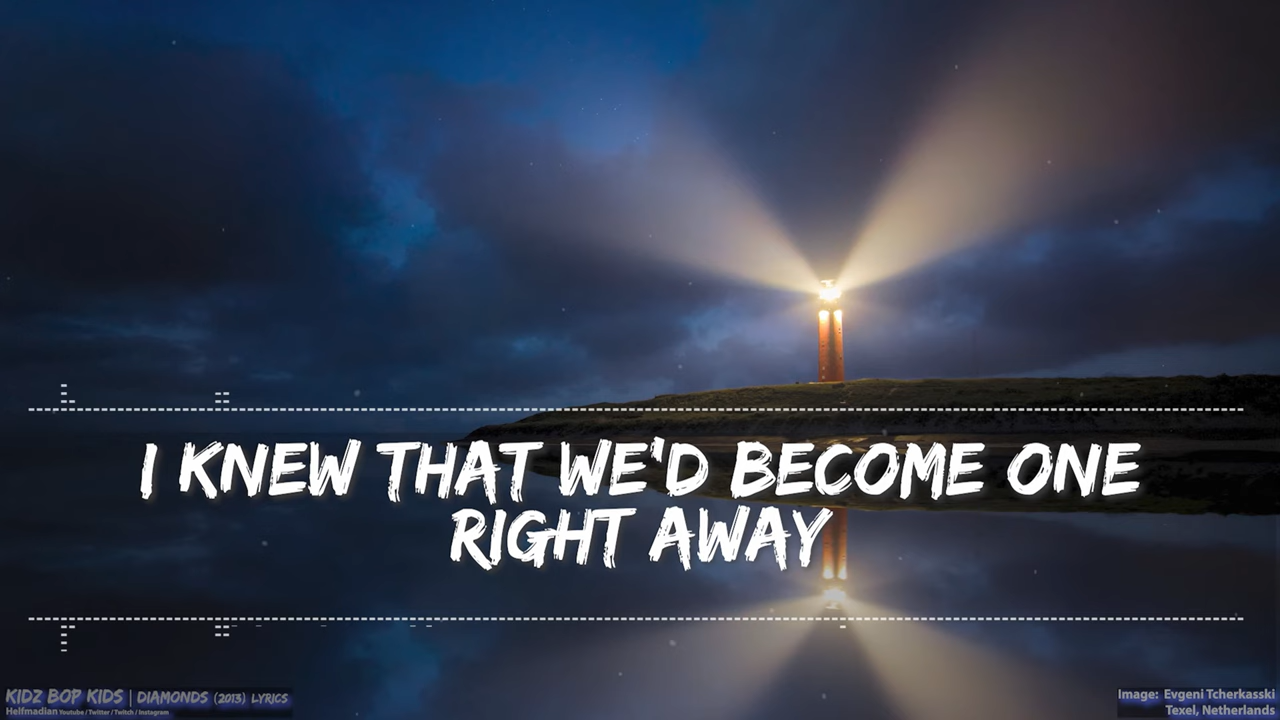 I KNEW THAT WE'D BECOME ONE
RIGHT AWAY
KIDZ BOP KIDS | DIAMONDS (2013) LYRICS
Helfmadian Youtube / Twitter / Twitch / Instagram
Image: Evgeni Tcherkasski
Texel, Netherlands